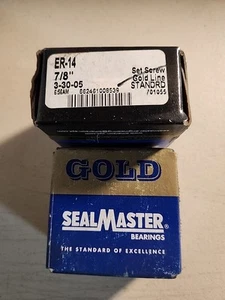 ER-14
7/8"
3-30-05
Set Screw
Gold Line
STANDRD
701055
GOLD
SEALMASTER®
BEARINGS
THE STANDARD OF EXCELLENCE